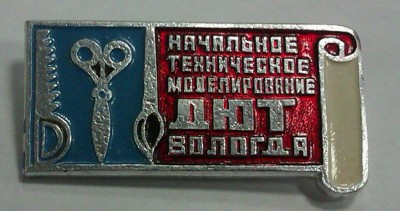 НАЧАЛЬНОЕ
ТЕХНИЧЕСКОЕ
МОДЕЛИРОВАНИЕ
ДЮТ
ВОЛОГДА